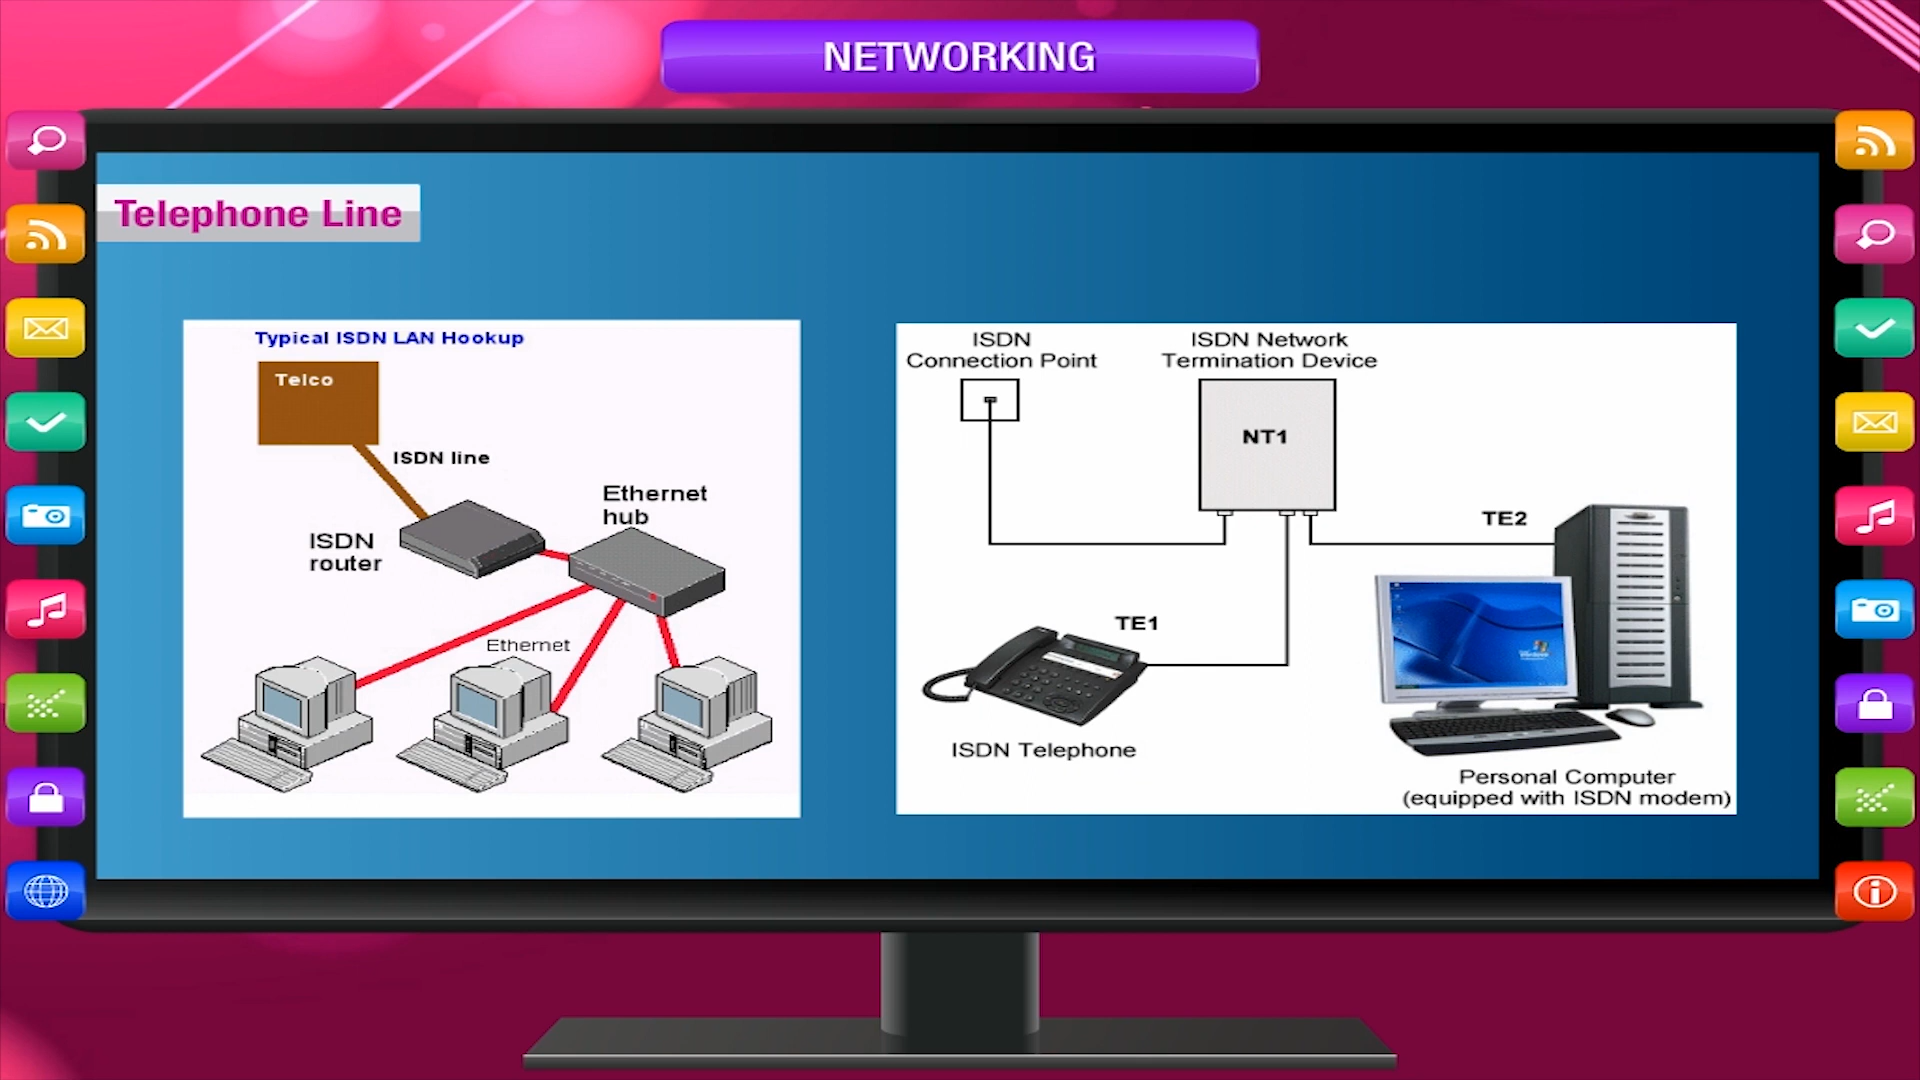 NETWORKING
Telephone Line
Typical ISDN LAN Hookup
Telco
ISDN line
Ethernet
hub
ISDN
router
Ethernet
ISDN
Connection Point
ISDN Network
Termination Device
NT1
TE2
TE1
ISDN Telephone
Personal Computer
(equipped with ISDN modem)